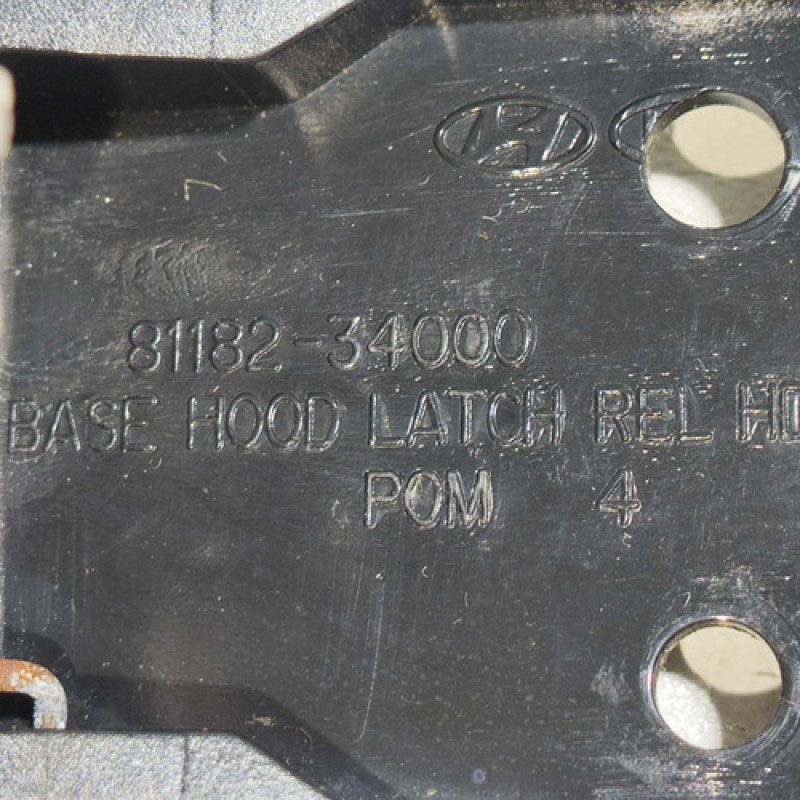 81182-34000
BASE, HOOD LATCH REL HD
POM 4